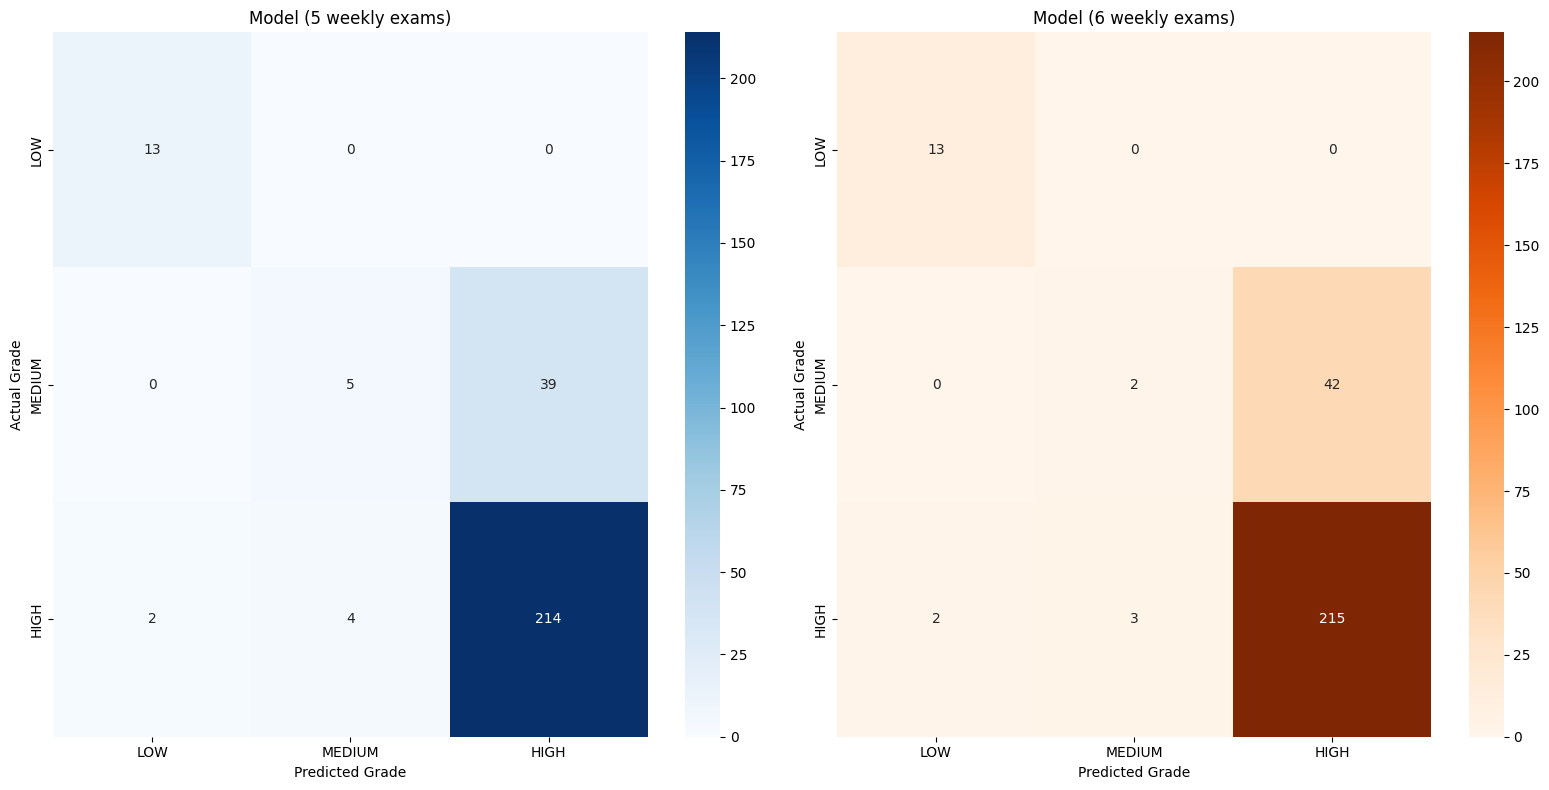 Model (5 weekly exams)
LOW
MEDIUM
HIGH
Actual Grade
13 0 0
0 5 39
2 4 214
LOW MEDIUM HIGH
Predicted Grade
200
175
150
125
100
75
50
25
0
Model (6 weekly exams)
LOW
MEDIUM
HIGH
Actual Grade
13 0 0
0 2 42
2 3 215
LOW MEDIUM HIGH
Predicted Grade
200
175
150
125
100
75
50
25
0